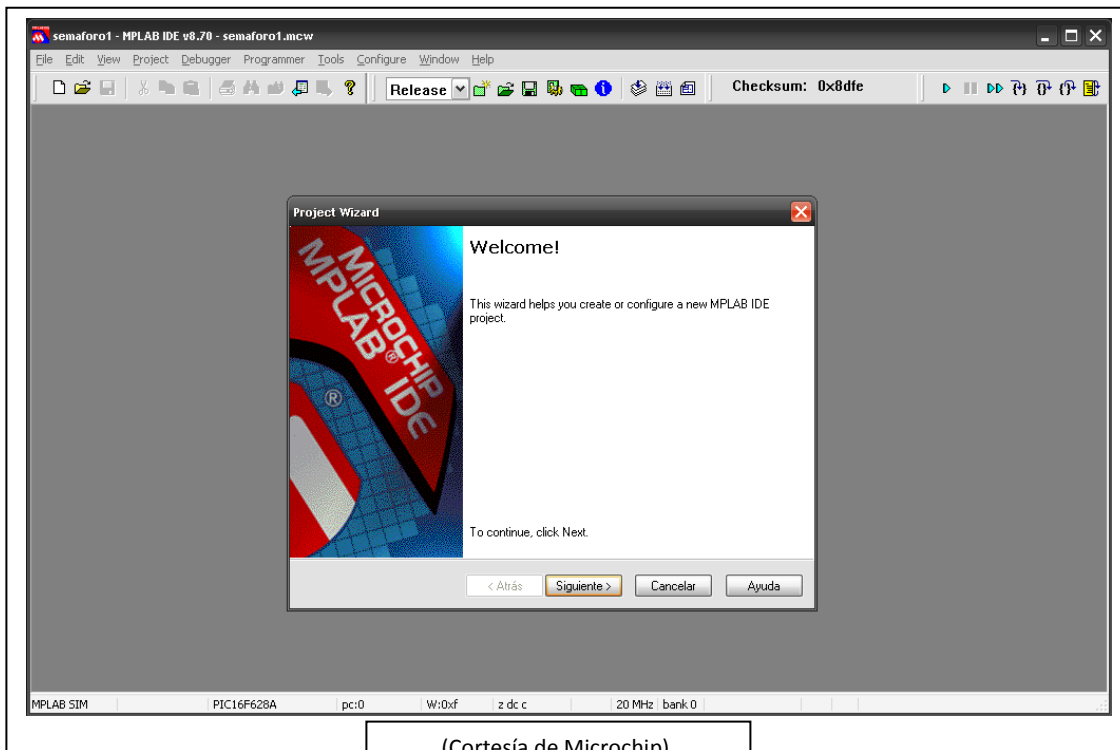 semaforo1 - MPLAB IDE v8.70 - semaforo1.mcw
File Edit View Project Debugger Programmer Tools Configure Window Help
Release Checksum: 0x8dfe
Project Wizard
MICROCHIP
MPLAB® IDE
®
Welcome!
This wizard helps you create or configure a new MPLAB IDE
project.
To continue, click Next.
< Atrás Siguiente > Cancelar Ayuda
MPLAB SIM PIC16F628A pc:0 W:0xf z dc c 20 MHz bank 0
(Cortesía de Microchip)